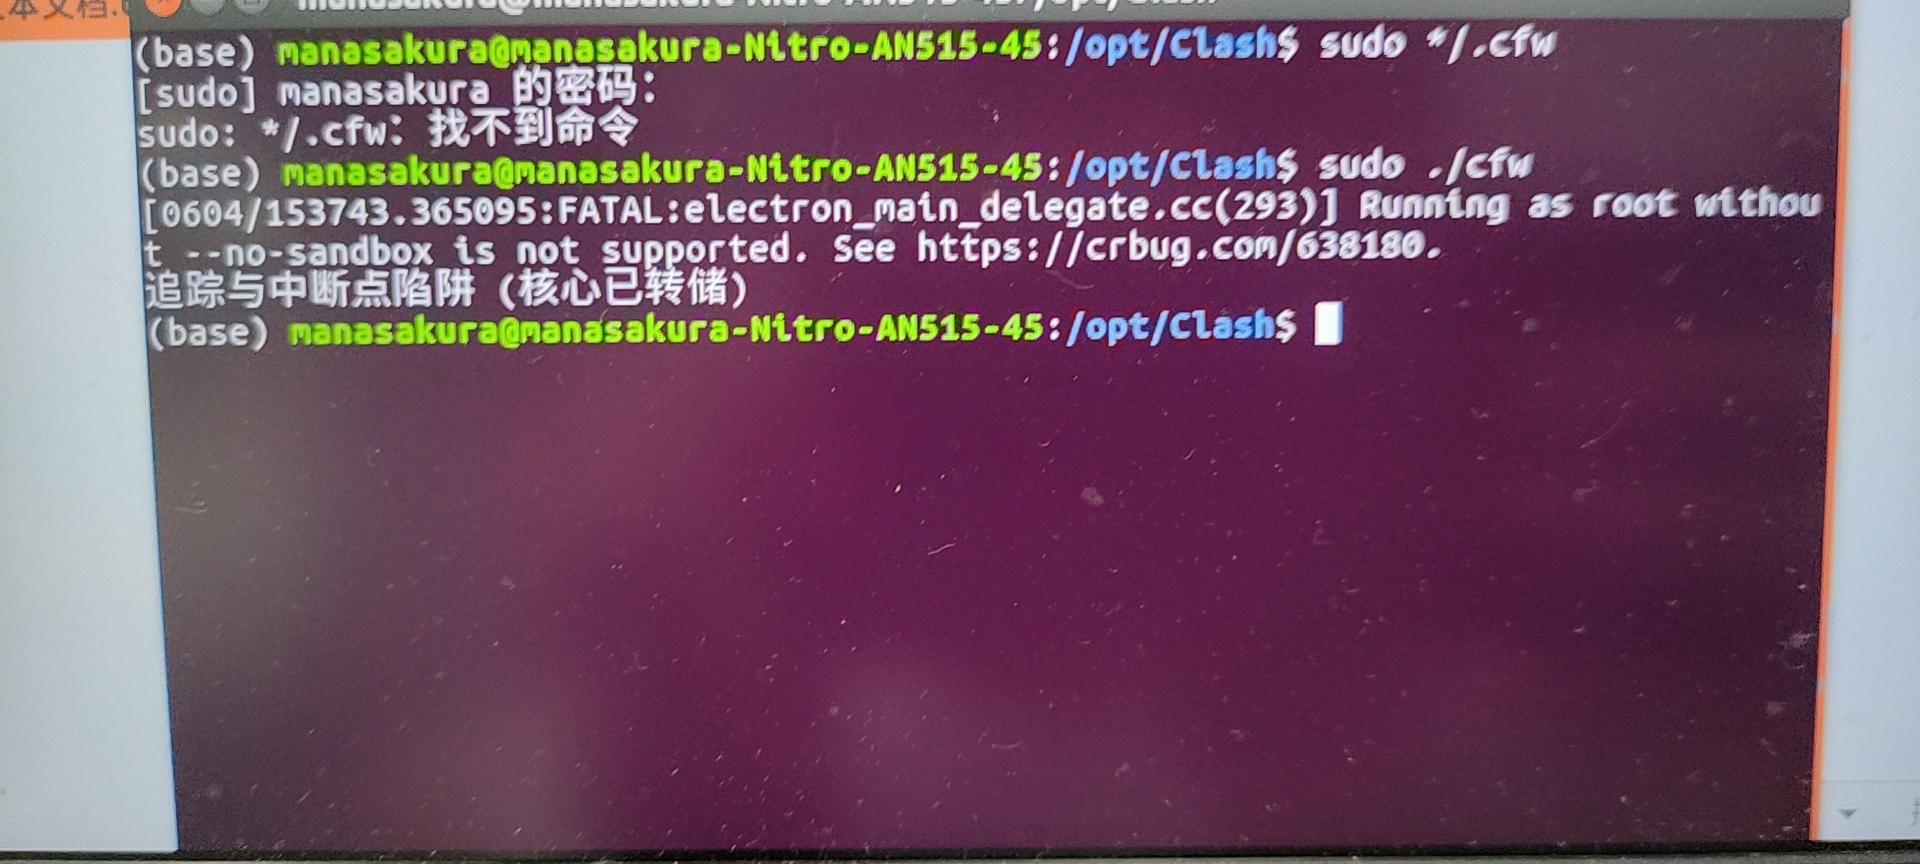 本文档.
(base) manasakura@manasakura-Nitro-AN515-45:/opt/Clash$ sudo */.cfw
[sudo] manasakura 的密码：
sudo: */.cfw：找不到命令
(base) manasakura@manasakura-Nitro-AN515-45:/opt/Clash$ sudo ./cfw
[0604/153743.365095:FATAL:electron_main_delegate.cc(293)] Running as root withou
t --no-sandbox is not supported. See https://crbug.com/638180.
追踪与中断点陷阱 (核心已转储)
(base) manasakura@manasakura-Nitro-AN515-45:/opt/Clash$